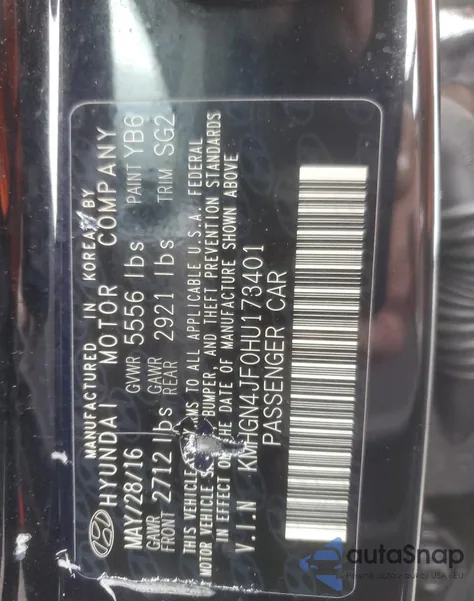 MANUFACTURED IN KOREA BY
HYUNDAI MOTOR COMPANY
MAY/28/16 GVWR 5556 lbs PAINT YB6
GAWR FRONT 2712 lbs GAWR REAR 2921 lbs TRIM SG2
THIS VEHICLE MS TO ALL APPLICABLE U.S.A. FEDERAL
MOTOR VEHICLE BUMPER, AND THEFT PREVENTION STANDARDS
IN EFFECT ON THE DATE OF MANUFACTURE SHOWN ABOVE
V.I.N KMHGN4JF0HU173401
PASSENGER CAR
autoSnap